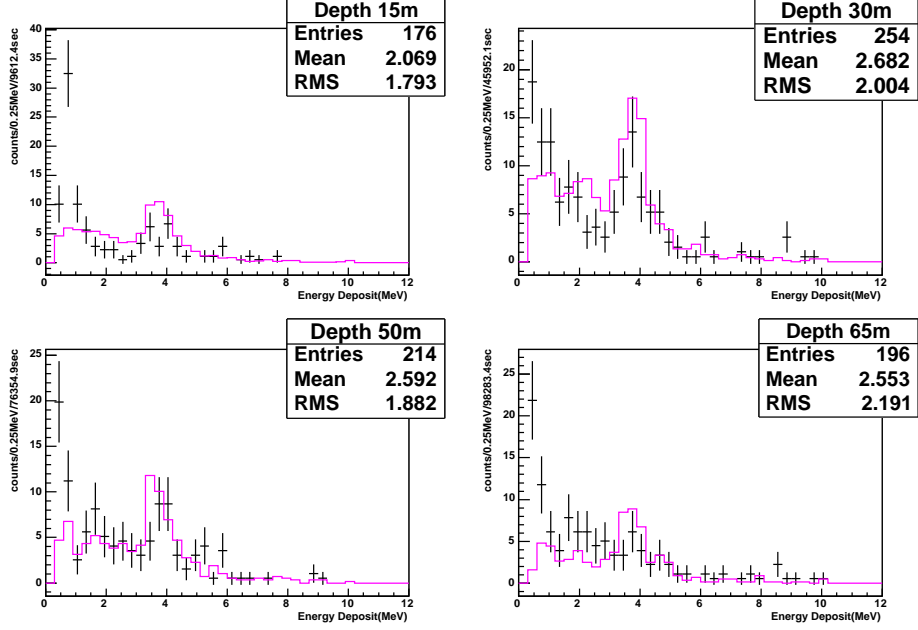 Depth 15m
Entries 176
Mean 2.069
RMS 1.793
counts/0.25MeV/9612.4sec
40
35
30
25
20
15
10
5
0
0 2 4 6 8 10 12
Energy Deposit(MeV)
Depth 30m
Entries 254
Mean 2.682
RMS 2.004
counts/0.25MeV/45952.1sec
20
15
10
5
0
0 2 4 6 8 10 12
Energy Deposit(MeV)
Depth 50m
Entries 214
Mean 2.592
RMS 1.882
counts/0.25MeV/76354.9sec
25
20
15
10
5
0
0 2 4 6 8 10 12
Energy Deposit(MeV)
Depth 65m
Entries 196
Mean 2.553
RMS 2.191
counts/0.25MeV/98283.4sec
25
20
15
10
5
0
0 2 4 6 8 10 12
Energy Deposit(MeV)